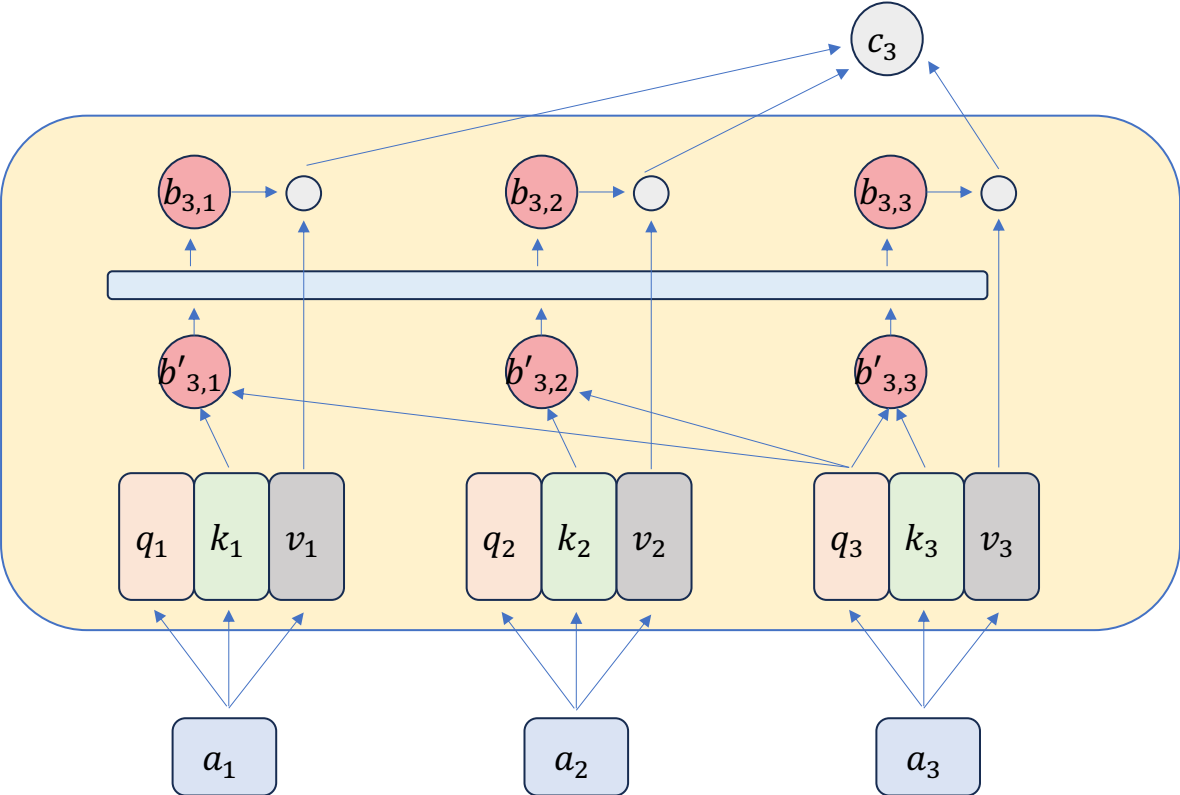 c₃
b₃,₁ b₃,₂ b₃,₃
b′₃,₁ b′₃,₂ b′₃,₃
q₁ k₁ v₁ q₂ k₂ v₂ q₃ k₃ v₃
a₁ a₂ a₃